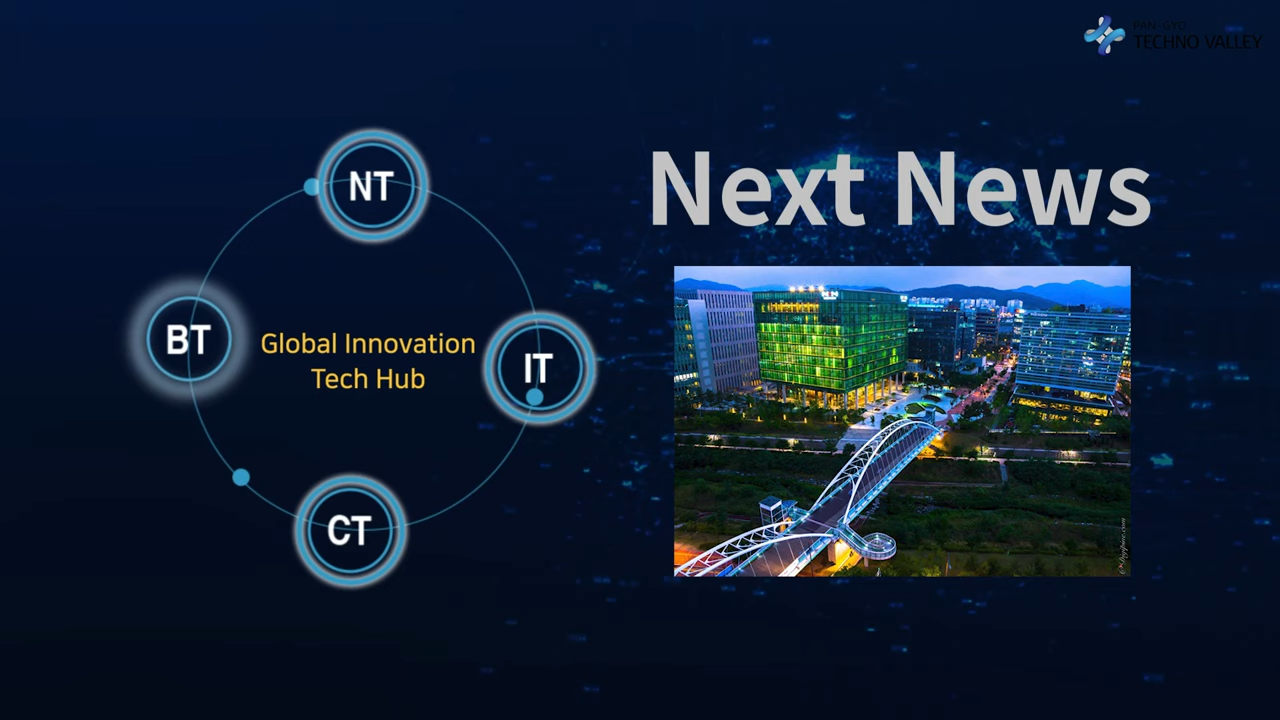 PAN-GYO
TECHNO VALLEY
Next News
NT
BT
IT
CT
Global Innovation
Tech Hub